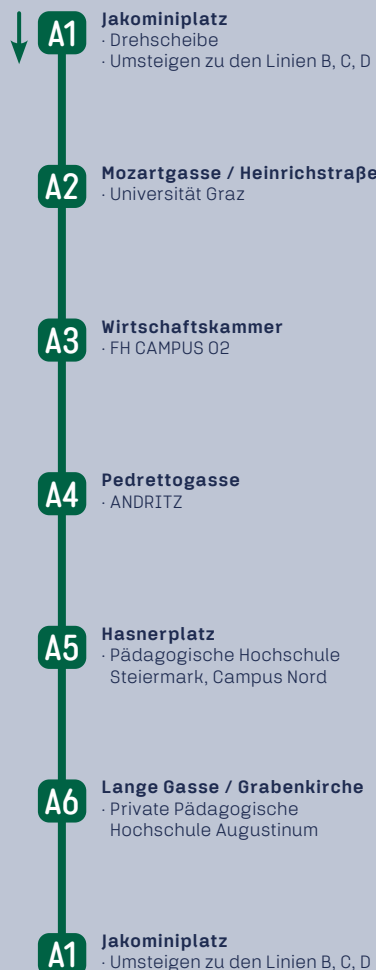 A1
Jakominiplatz
· Drehscheibe
· Umsteigen zu den Linien B, C, D
A2
Mozartgasse / Heinrichstraße
· Universität Graz
A3
Wirtschaftskammer
· FH CAMPUS 02
A4
Pedrettogasse
· ANDRITZ
A5
Hasnerplatz
· Pädagogische Hochschule
Steiermark, Campus Nord
A6
Lange Gasse / Grabenkirche
· Private Pädagogische
Hochschule Augustinum
A1
Jakominiplatz
· Umsteigen zu den Linien B, C, D